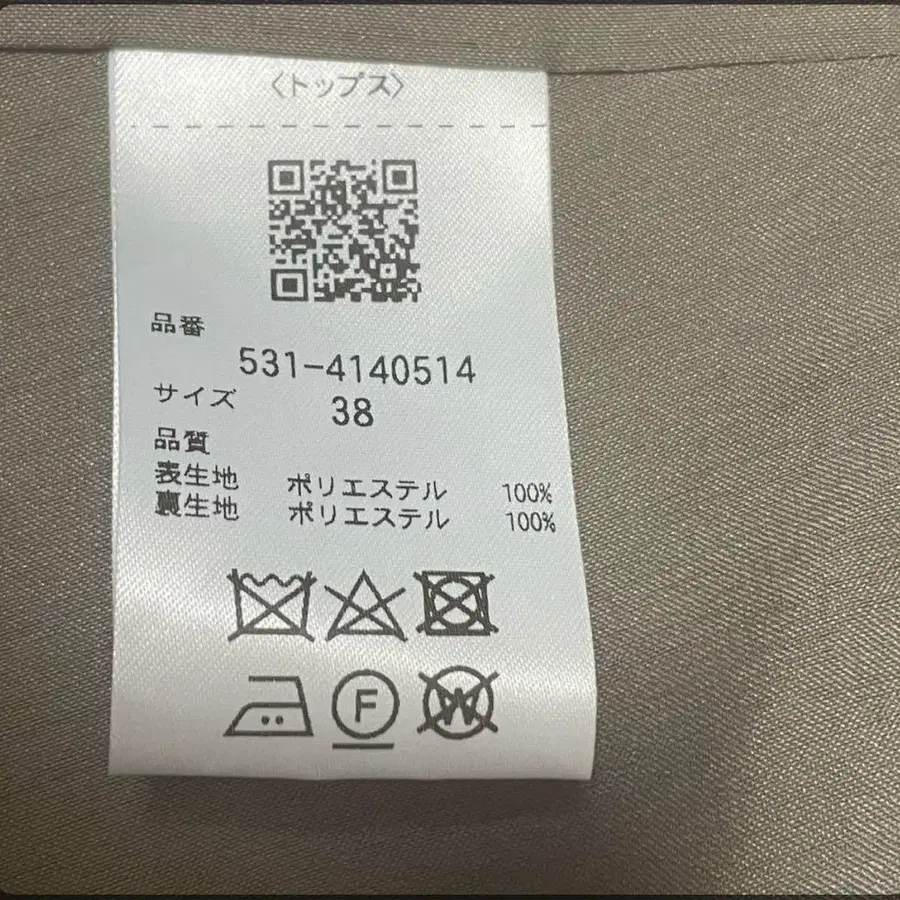 〈トップス〉
品番
531-4140514
サイズ 38
品質
表生地 ポリエステル 100%
裏生地 ポリエステル 100%
F
W